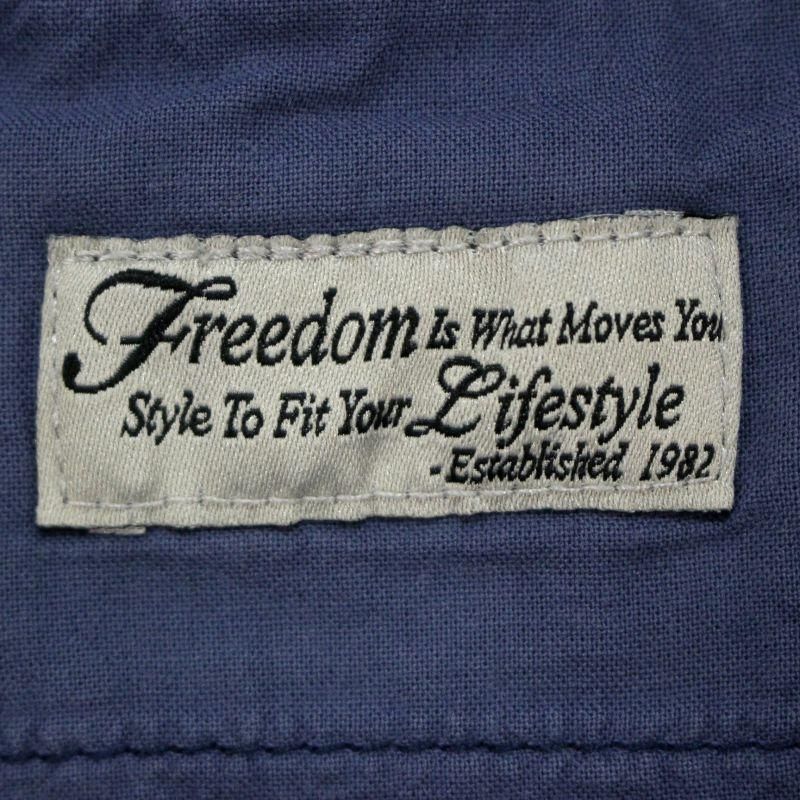 Freedom Is What Moves You
Style To Fit Your Lifestyle
-Established 1982